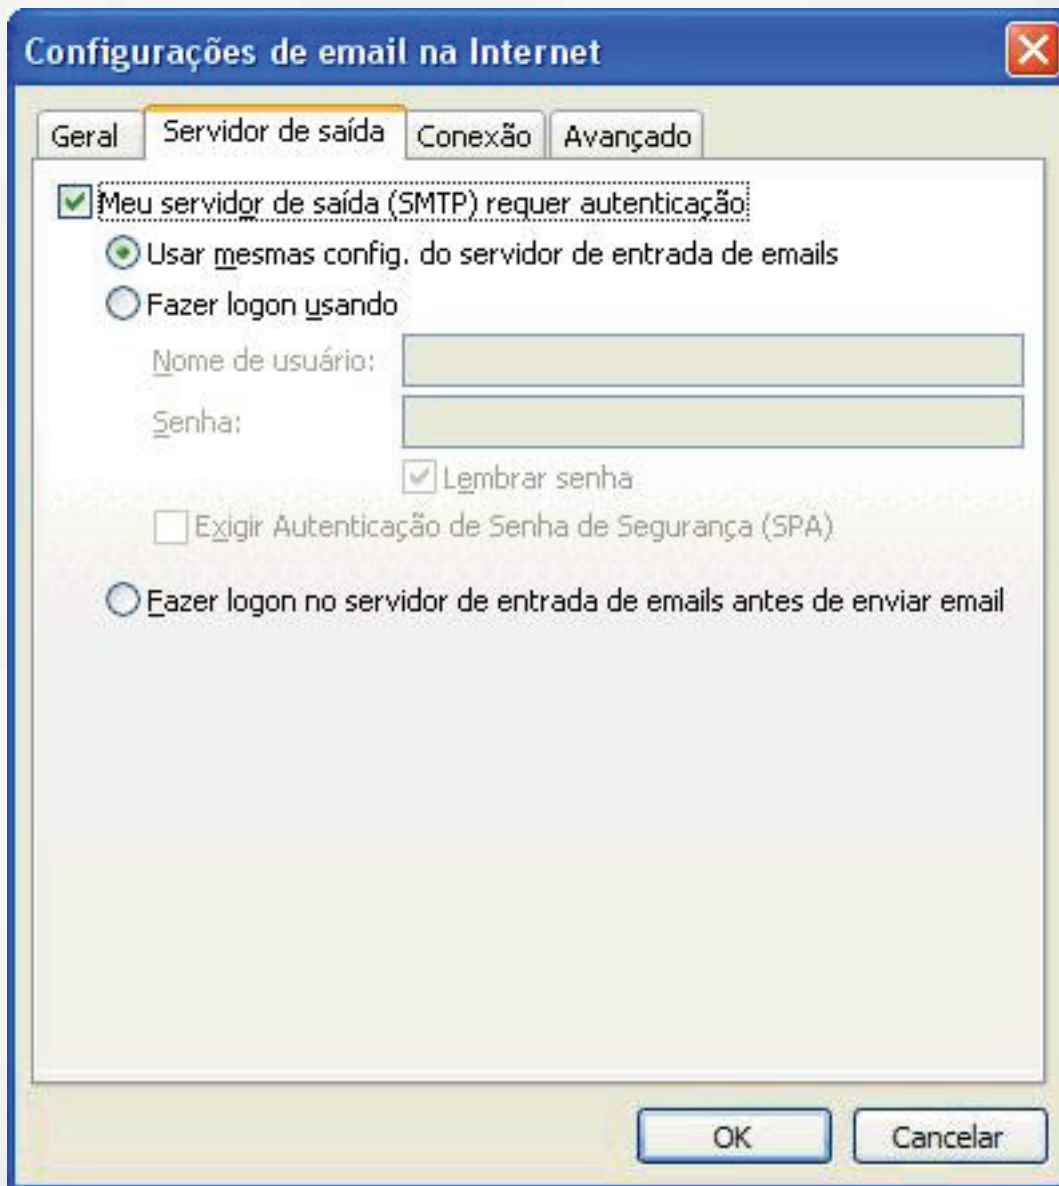 Configurações de email na Internet
Geral Servidor de saída Conexão Avançado
Meu servidor de saída (SMTP) requer autenticação
Usar mesmas config. do servidor de entrada de emails
Fazer logon usando
Nome de usuário:
Senha:
Lembrar senha
Exigir Autenticação de Senha de Segurança (SPA)
Fazer logon no servidor de entrada de emails antes de enviar email
OK Cancelar